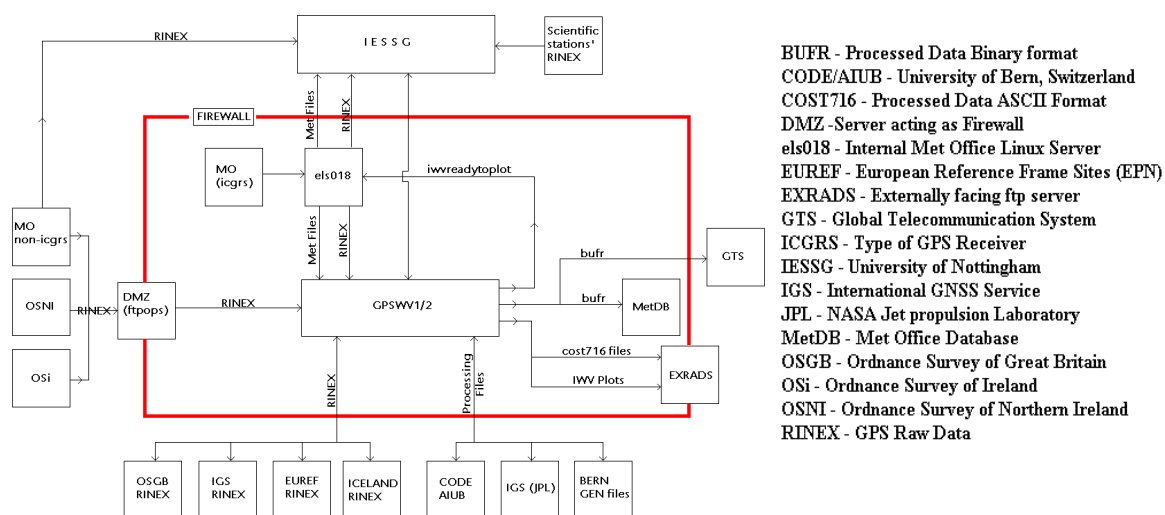 RINEX
I E S S G
Scientific
stations'
RINEX
FIREWALL
Met Files
RINEX
MO
(icgrs)
els018
iwvreadytoplot
MO
non-icgrs
Met Files
RINEX
bufr
GTS
OSNI
RINEX
DMZ
(ftpops)
RINEX
GPSWV1/2
bufr
MetDB
OSi
cost716 files
IWV Plots
EXRADS
RINEX
Processing
Files
OSGB
RINEX
IGS
RINEX
EUREF
RINEX
ICELAND
RINEX
CODE
AIUB
IGS (JPL)
BERN
GEN files
BUFR - Processed Data Binary format
CODE/AIUB - University of Bern, Switzerland
COST716 - Processed Data ASCII Format
DMZ -Server acting as Firewall
els018 - Internal Met Office Linux Server
EUREF - European Reference Frame Sites (EPN)
EXRADS - Externally facing ftp server
GTS - Global Telecommunication System
ICGRS - Type of GPS Receiver
IESSG - University of Nottingham
IGS - International GNSS Service
JPL - NASA Jet propulsion Laboratory
MetDB - Met Office Database
OSGB - Ordnance Survey of Great Britain
OSi - Ordnance Survey of Ireland
OSNI - Ordnance Survey of Northern Ireland
RINEX - GPS Raw Data